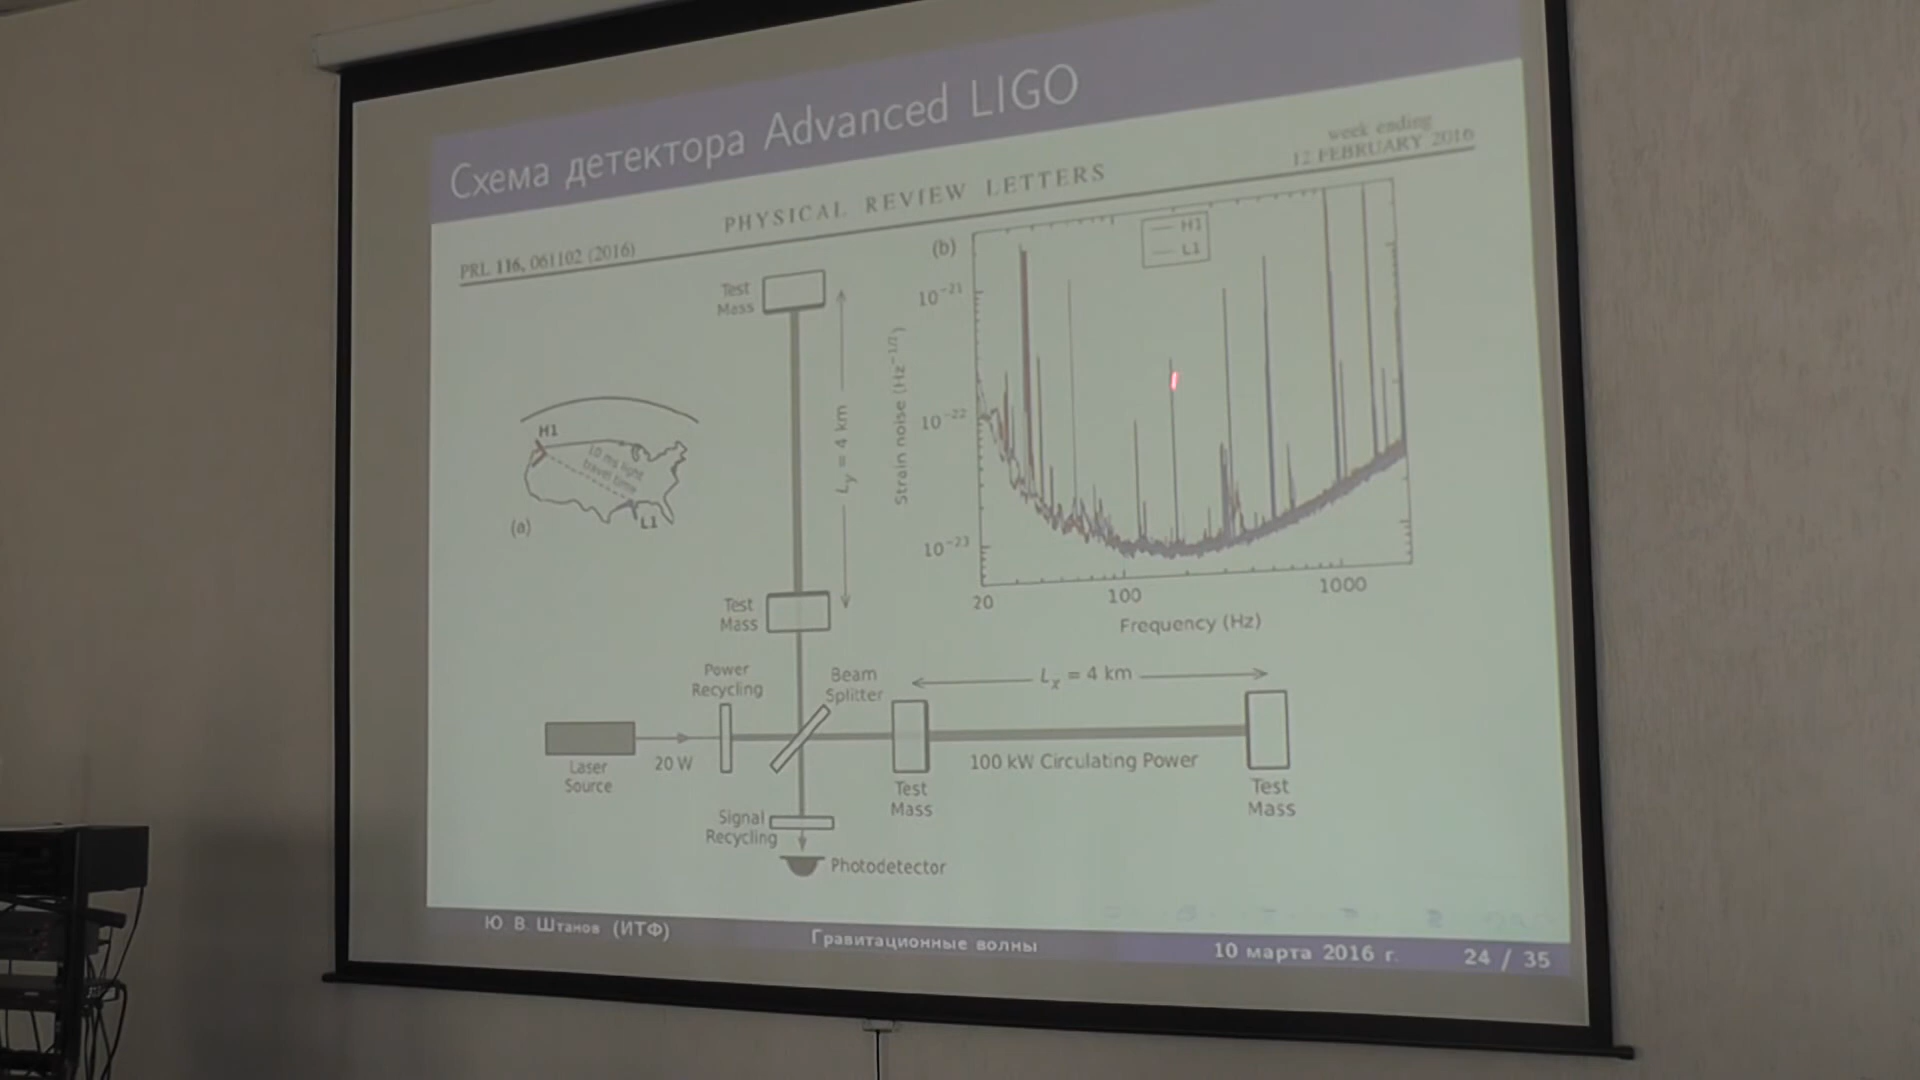 Схема детектора Advanced LIGO
week ending
12 FEBRUARY 2016
PHYSICAL REVIEW LETTERS
PRL 116, 061102 (2016)
Test
Mass
Ly = 4 km
H1
10 ms light
travel time
L1
(a)
(b)
H1
L1
10⁻²¹
10⁻²²
10⁻²³
Strain noise (Hz⁻¹/²)
20
100
1000
Frequency (Hz)
Test
Mass
Power
Recycling
Beam
Splitter
Lx = 4 km
Laser
Source
20 W
100 kW Circulating Power
Test
Mass
Test
Mass
Signal
Recycling
Photodetector
Ю. В. Штанов (ИТФ)
Гравитационные волны
10 марта 2016 г.
24 / 35